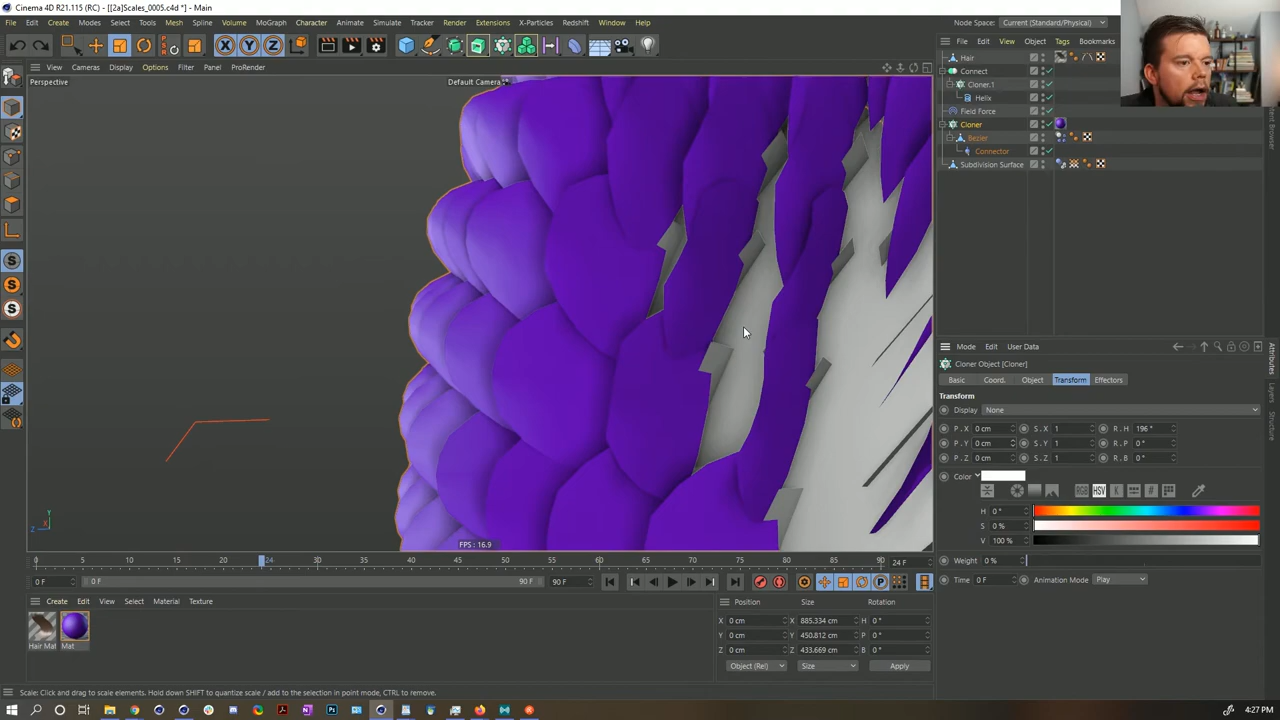 Cinema 4D R21.115 (RC) - [[2a]Scales_0005.c4d *] - Main
File Edit Create Modes Select Tools Mesh Spline Volume MoGraph Character Animate Simulate Tracker Render Extensions X-Particles Redshift Window Help
Node Space: Current (Standard/Physical)
View Cameras Display Options Filter Panel ProRender
File Edit View Object Tags Bookmarks
Perspective
Default Camera
Hair
Connect
Cloner.1
Helix
Field Force
Cloner
Bezier
Connector
Subdivision Surface
Content Browser
Mode Edit User Data
Cloner Object [Cloner]
Basic Coord. Object Transform Effectors
Attributes
Layers
Structure
Transform
Display None
P.X 0 cm S.X 1 R.H 196 °
P.Y 0 cm S.Y 1 R.P 0 °
P.Z 0 cm S.Z 1 R.B 0 °
Color
RGB HSV K
H 0 °
S 0 %
V 100 %
Weight 0 %
Time 0 F Animation Mode Play
Y
X
Z
FPS : 16.9
0 5 10 15 20 24 30 35 40 45 50 55 60 65 70 75 80 85 90 24 F
0 F 0 F 90 F 90 F
Create Edit View Select Material Texture
Hair Mat Mat
Position Size Rotation
X 0 cm X 885.334 cm H 0 °
Y 0 cm Y 450.812 cm P 0 °
Z 0 cm Z 433.669 cm B 0 °
Object (Rel) Size Apply
Scale: Click and drag to scale elements. Hold down SHIFT to quantize scale / add to the selection in point mode, CTRL to remove.
4:27 PM